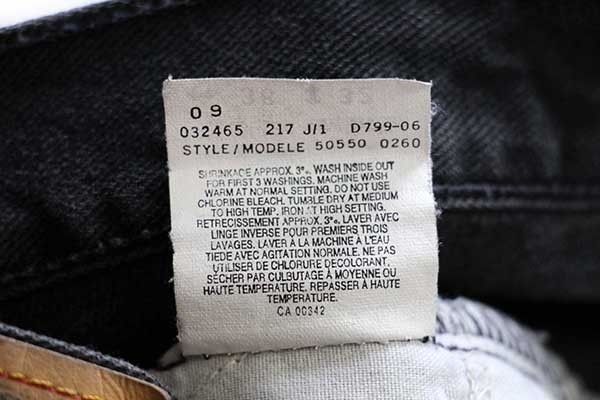 38 32
09
032465 217 J/1 D799-06
STYLE/MODELE 50550 0260
SHRINKAGE APPROX. 3%. WASH INSIDE OUT
FOR FIRST 3 WASHINGS. MACHINE WASH
WARM AT NORMAL SETTING. DO NOT USE
CHLORINE BLEACH. TUMBLE DRY AT MEDIUM
TO HIGH TEMP. IRON AT HIGH SETTING.
RETRECISSEMENT APPROX. 3%. LAVER AVEC
LINGE INVERSE POUR PREMIERS TROIS
LAVAGES. LAVER À LA MACHINE À L'EAU
TIEDE AVEC AGITATION NORMALE. NE PAS
UTILISER DE CHLORURE DECOLORANT.
SÉCHER PAR CULBUTAGE À MOYENNE OU
HAUTE TEMPERATURE. REPASSER À HAUTE
TEMPERATURE.
CA 00342